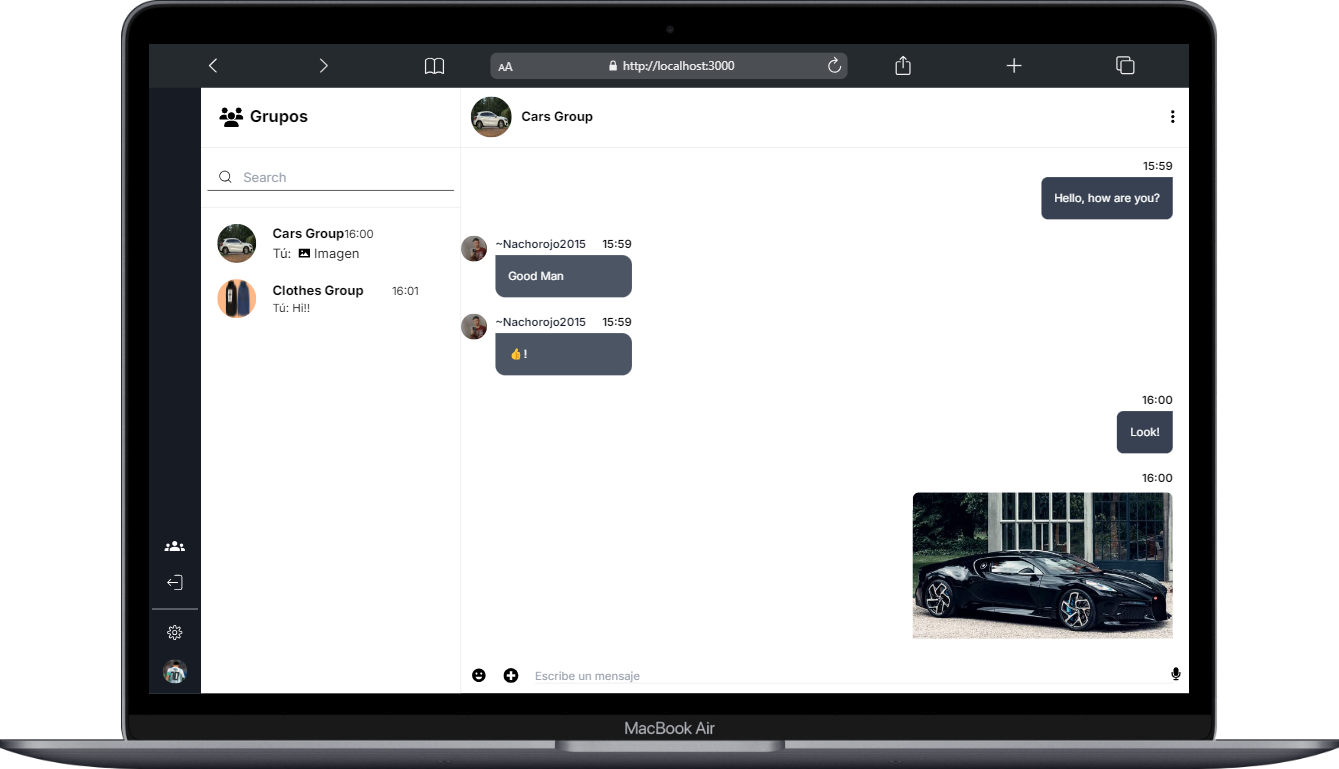 AA
http://localhost:3000
Grupos
Search
Cars Group 16:00
Tú: Imagen
Clothes Group 16:01
Tú: Hi!!
Cars Group
15:59
Hello, how are you?
~Nachorojo2015 15:59
Good Man
~Nachorojo2015 15:59
👍!
16:00
Look!
16:00
Escribe un mensaje
MacBook Air